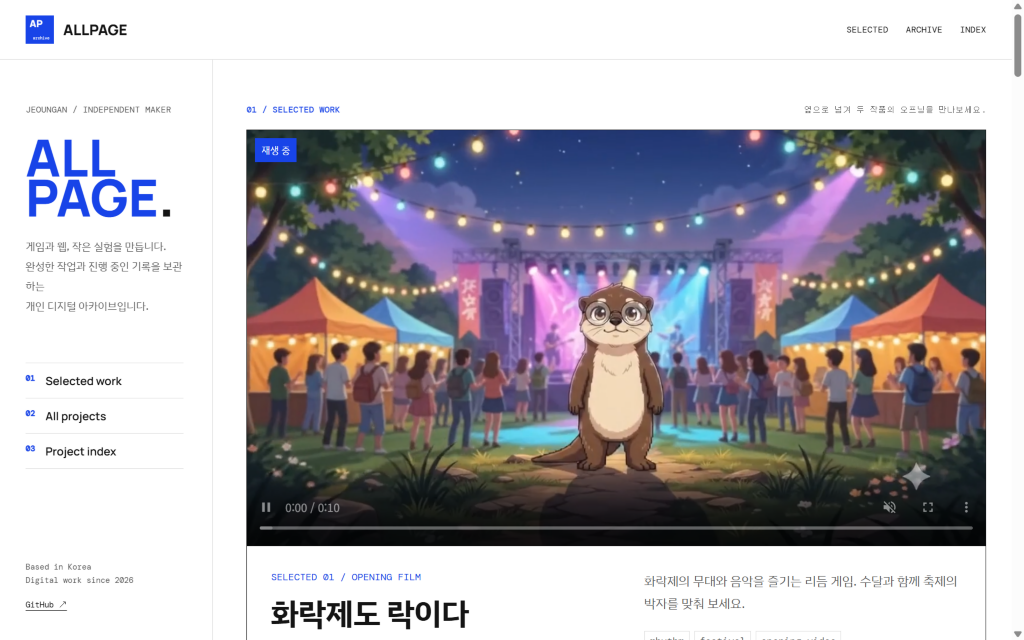 AP
archive
ALLPAGE
SELECTED ARCHIVE INDEX
JEOUNGAN / INDEPENDENT MAKER
ALL
PAGE.
게임과 웹, 작은 실험을 만듭니다.
완성한 작업과 진행 중인 기록을 보관
하는
개인 디지털 아카이브입니다.
01 Selected work
02 All projects
03 Project index
Based in Korea
Digital work since 2026
GitHub ↗
01 / SELECTED WORK
옆으로 넘겨 두 작품의 오프닝을 만나보세요.
재생 중
0:00 / 0:10
SELECTED 01 / OPENING FILM
화락제도 락이다
화락제의 무대와 음악을 즐기는 리듬 게임. 수달과 함께 축제의
박자를 맞춰 보세요.
rhythm festival opening video